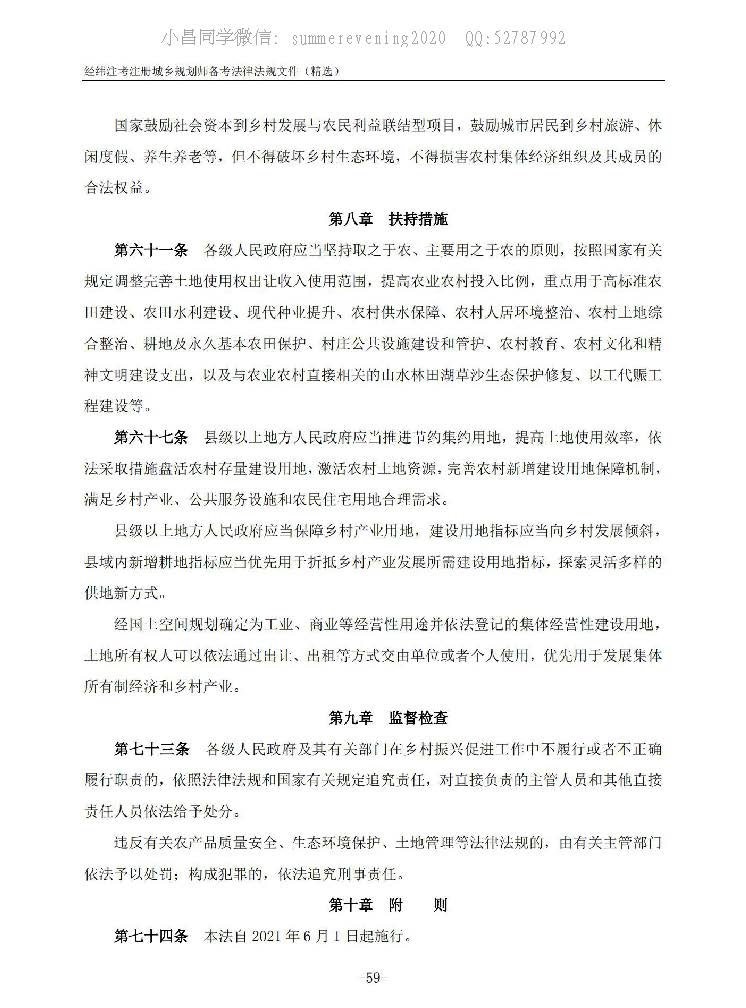 小昌同学微信: summerevening2020 QQ:52787992
经纬注考注册城乡规划师备考法律法规文件（精选）
国家鼓励社会资本到乡村发展与农民利益联结型项目，鼓励城市居民到乡村旅游、休
闲度假、养生养老等，但不得破坏乡村生态环境，不得损害农村集体经济组织及其成员的
合法权益。
第八章 扶持措施
第六十一条 各级人民政府应当坚持取之于农、主要用之于农的原则，按照国家有关
规定调整完善土地使用权出让收入使用范围，提高农业农村投入比例，重点用于高标准农
田建设、农田水利建设、现代种业提升、农村供水保障、农村人居环境整治、农村土地综
合整治、耕地及永久基本农田保护、村庄公共设施建设和管护、农村教育、农村文化和精
神文明建设支出，以及与农业农村直接相关的山水林田湖草沙生态保护修复、以工代赈工
程建设等。
第六十七条 县级以上地方人民政府应当推进节约集约用地，提高土地使用效率，依
法采取措施盘活农村存量建设用地，激活农村土地资源，完善农村新增建设用地保障机制，
满足乡村产业、公共服务设施和农民住宅用地合理需求。
县级以上地方人民政府应当保障乡村产业用地，建设用地指标应当向乡村发展倾斜，
县域内新增耕地指标应当优先用于折抵乡村产业发展所需建设用地指标，探索灵活多样的
供地新方式。
经国土空间规划确定为工业、商业等经营性用途并依法登记的集体经营性建设用地，
土地所有权人可以依法通过出让、出租等方式交由单位或者个人使用，优先用于发展集体
所有制经济和乡村产业。
第九章 监督检查
第七十三条 各级人民政府及其有关部门在乡村振兴促进工作中不履行或者不正确
履行职责的，依照法律法规和国家有关规定追究责任，对直接负责的主管人员和其他直接
责任人员依法给予处分。
违反有关农产品质量安全、生态环境保护、土地管理等法律法规的，由有关主管部门
依法予以处罚；构成犯罪的，依法追究刑事责任。
第十章 附 则
第七十四条 本法自 2021 年 6 月 1 日起施行。
-59-